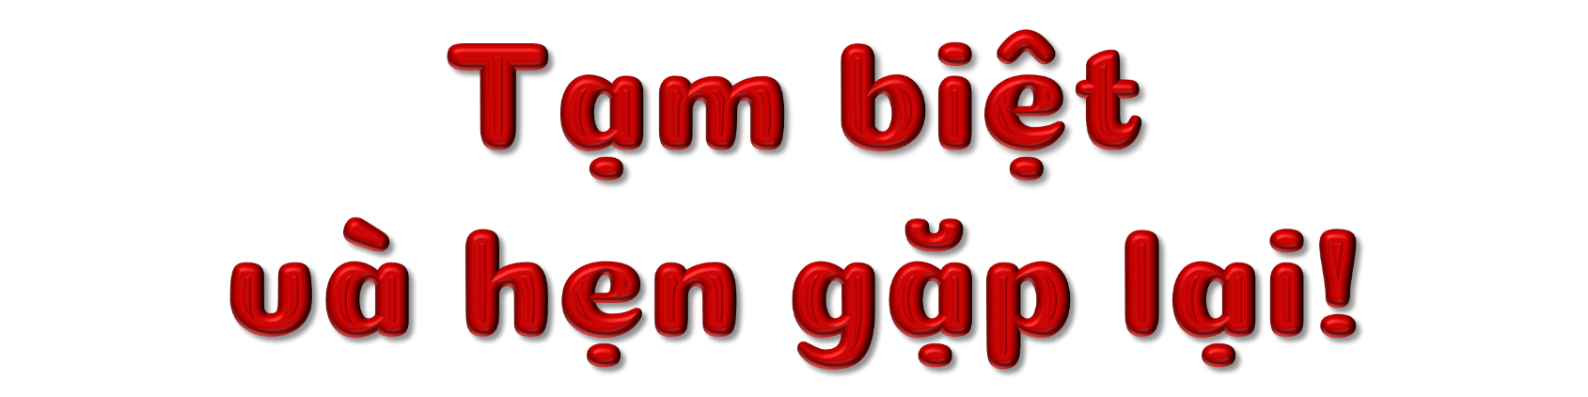 Tạm biệt
và hẹn gặp lại!